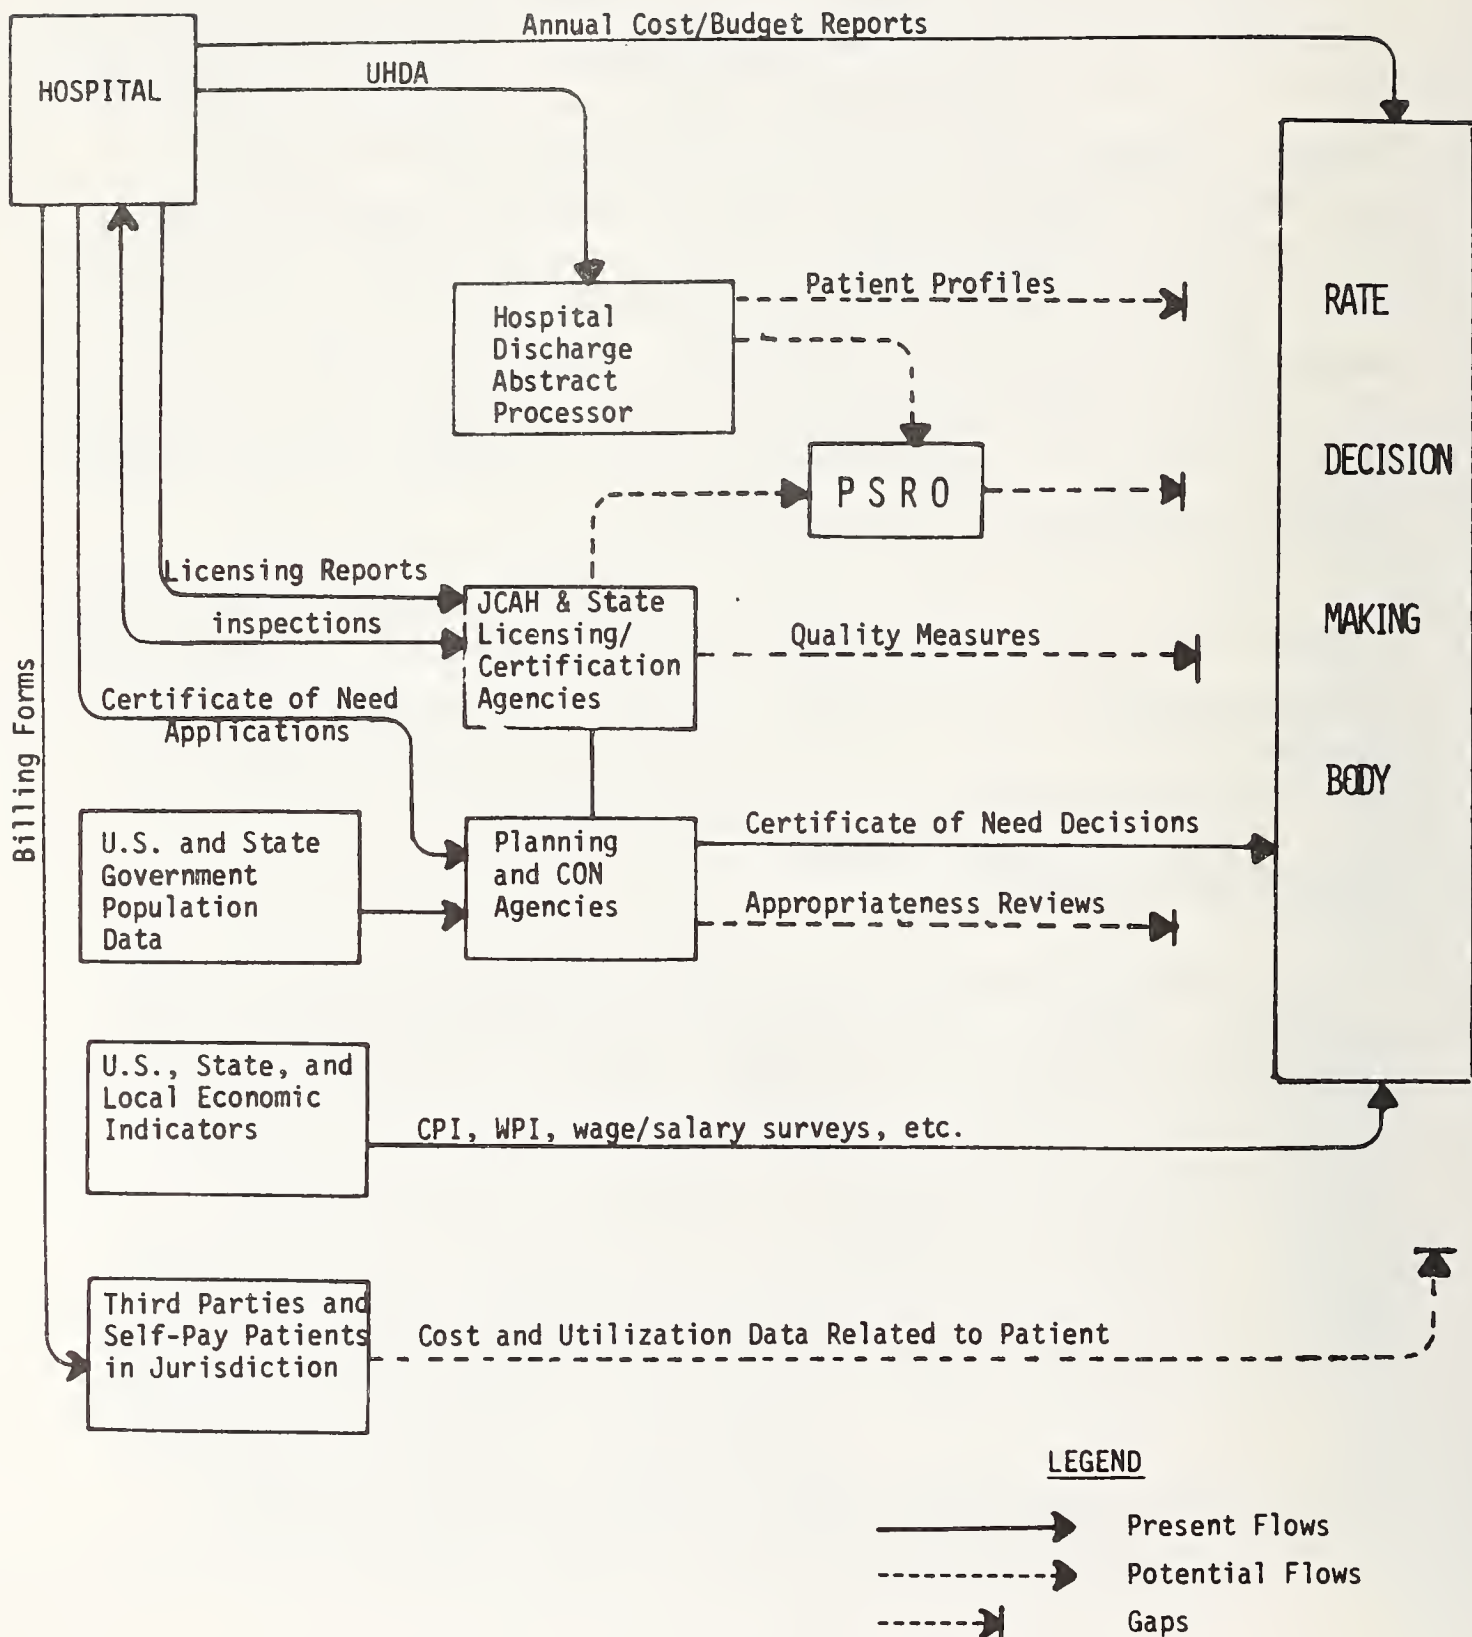 Annual Cost/Budget Reports
UHDA
HOSPITAL
Patient Profiles
Hospital
Discharge
Abstract
Processor
RATE
DECISION
MAKING
BODY
PSRO
Licensing Reports
inspections
JCAH & State
Licensing/
Certification
Agencies
Quality Measures
Certificate of Need
Applications
Billing Forms
U.S. and State
Government
Population
Data
Planning
and CON
Agencies
Certificate of Need Decisions
Appropriateness Reviews
U.S., State, and
Local Economic
Indicators
CPI, WPI, wage/salary surveys, etc.
Third Parties and
Self-Pay Patients
in Jurisdiction
Cost and Utilization Data Related to Patient
LEGEND
Present Flows
Potential Flows
Gaps